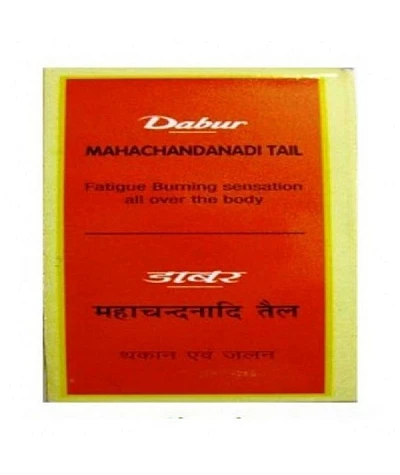 Dabur
MAHACHANDANADI TAIL
Fatigue Burning sensation
all over the body
डाबर
महाचन्दनादि तैल
थकान एवं जलन